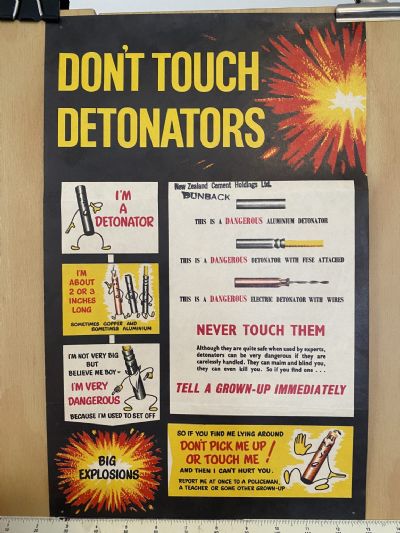 DON'T TOUCH
DETONATORS
I'M
A
DETONATOR
I'M
ABOUT
2 OR 3
INCHES
LONG
SOMETIMES COPPER AND
SOMETIMES ALUMINIUM
I'M NOT VERY BIG
BUT
BELIEVE ME BOY-
I'M VERY
DANGEROUS
BECAUSE I'M USED TO SET OFF
BIG
EXPLOSIONS
New Zealand Cement Holdings Ltd.
DUNBACK
THIS IS A DANGEROUS ALUMINIUM DETONATOR
THIS IS A DANGEROUS DETONATOR WITH FUSE ATTACHED
THIS IS A DANGEROUS ELECTRIC DETONATOR WITH WIRES
NEVER TOUCH THEM
Although they are quite safe when used by experts,
detonators can be very dangerous if they are
carelessly handled. They can maim and blind you,
they can even kill you. So if you find one . . .
TELL A GROWN-UP IMMEDIATELY
SO IF YOU FIND ME LYING AROUND
DON'T PICK ME UP
OR TOUCH ME!
AND THEN I CAN'T HURT YOU.
REPORT ME AT ONCE TO A POLICEMAN,
A TEACHER OR SOME OTHER GROWN-UP